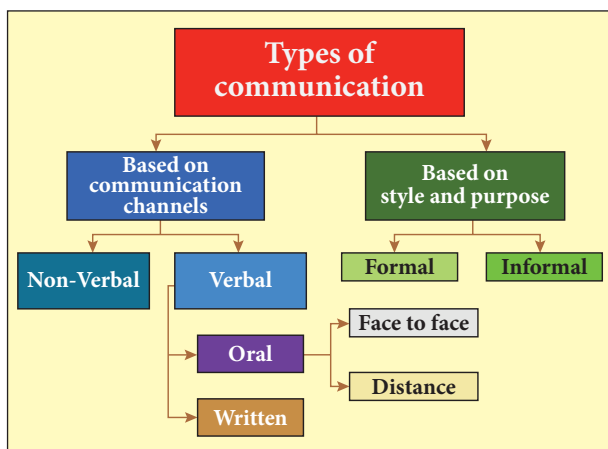 Types of
communication
Based on
communication
channels
Based on
style and purpose
Non-Verbal
Verbal
Formal
Informal
Oral
Face to face
Distance
Written